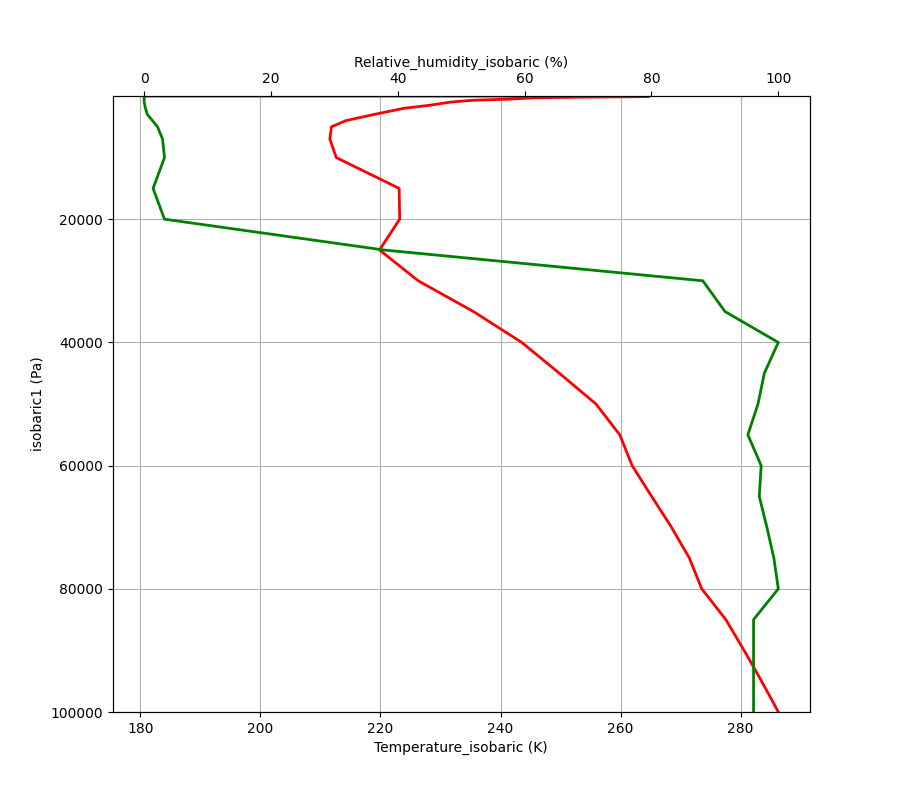 Relative_humidity_isobaric (%)
0 20 40 60 80 100
isobaric1 (Pa)
20000
40000
60000
80000
100000
180 200 220 240 260 280
Temperature_isobaric (K)